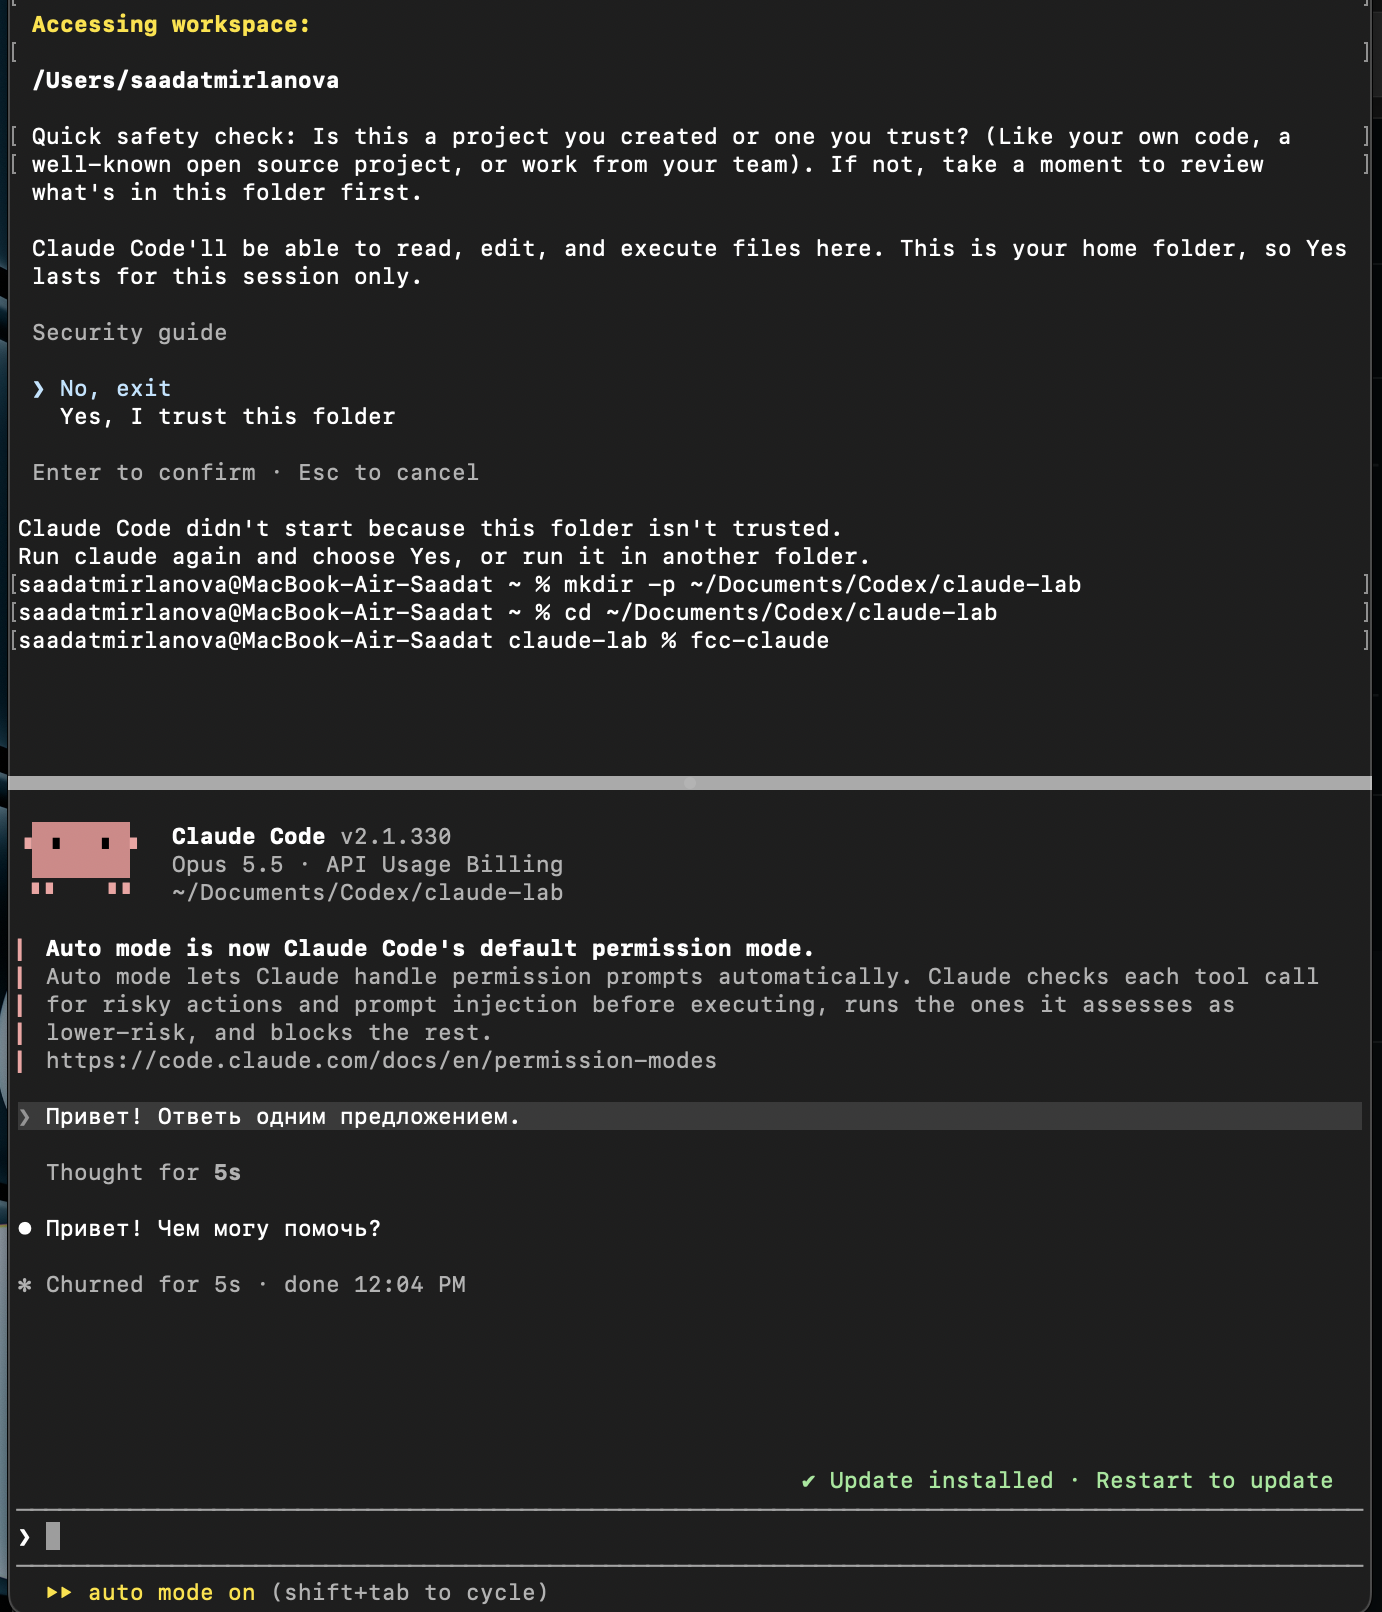 Accessing workspace:
[ ]
/Users/saadatmirlanova
[ Quick safety check: Is this a project you created or one you trust? (Like your own code, a ]
[ well-known open source project, or work from your team). If not, take a moment to review ]
what's in this folder first.
Claude Code'll be able to read, edit, and execute files here. This is your home folder, so Yes
lasts for this session only.
Security guide
❯ No, exit
Yes, I trust this folder
Enter to confirm · Esc to cancel
Claude Code didn't start because this folder isn't trusted.
Run claude again and choose Yes, or run it in another folder.
[saadatmirlanova@MacBook-Air-Saadat ~ % mkdir -p ~/Documents/Codex/claude-lab ]
[saadatmirlanova@MacBook-Air-Saadat ~ % cd ~/Documents/Codex/claude-lab ]
[saadatmirlanova@MacBook-Air-Saadat claude-lab % fcc-claude ]
Claude Code v2.1.330
Opus 5.5 · API Usage Billing
~/Documents/Codex/claude-lab
Auto mode is now Claude Code's default permission mode.
Auto mode lets Claude handle permission prompts automatically. Claude checks each tool call
for risky actions and prompt injection before executing, runs the ones it assesses as
lower-risk, and blocks the rest.
https://code.claude.com/docs/en/permission-modes
❯ Привет! Ответь одним предложением.
Thought for 5s
● Привет! Чем могу помочь?
✻ Churned for 5s · done 12:04 PM
✔ Update installed · Restart to update
❯
⏵⏵ auto mode on (shift+tab to cycle)